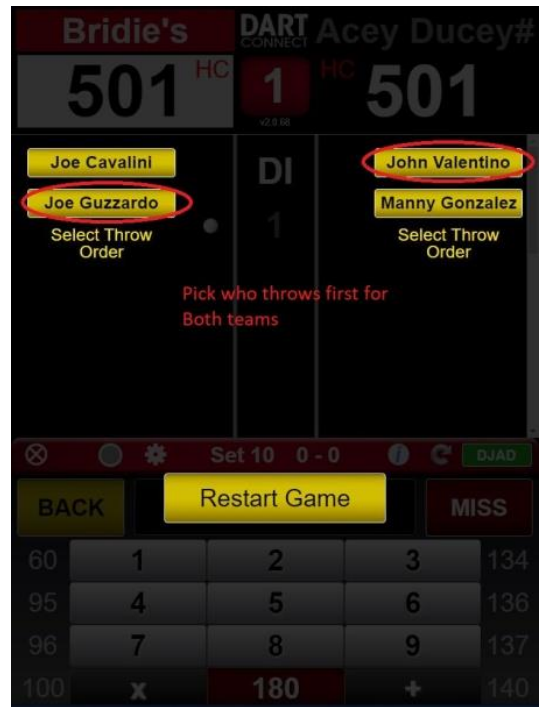 Bridie's DART CONNECT Acey Ducey#
501 HC 1 HC 501
v2.0.68
Joe Cavalini DI John Valentino
Joe Guzzardo 1 Manny Gonzalez
Select Throw Order Select Throw Order
Pick who throws first for
Both teams
Set 10 0 - 0 i DJAD
BACK Restart Game MISS
60 1 2 3 134
95 4 5 6 136
96 7 8 9 137
100 x 180 + 140